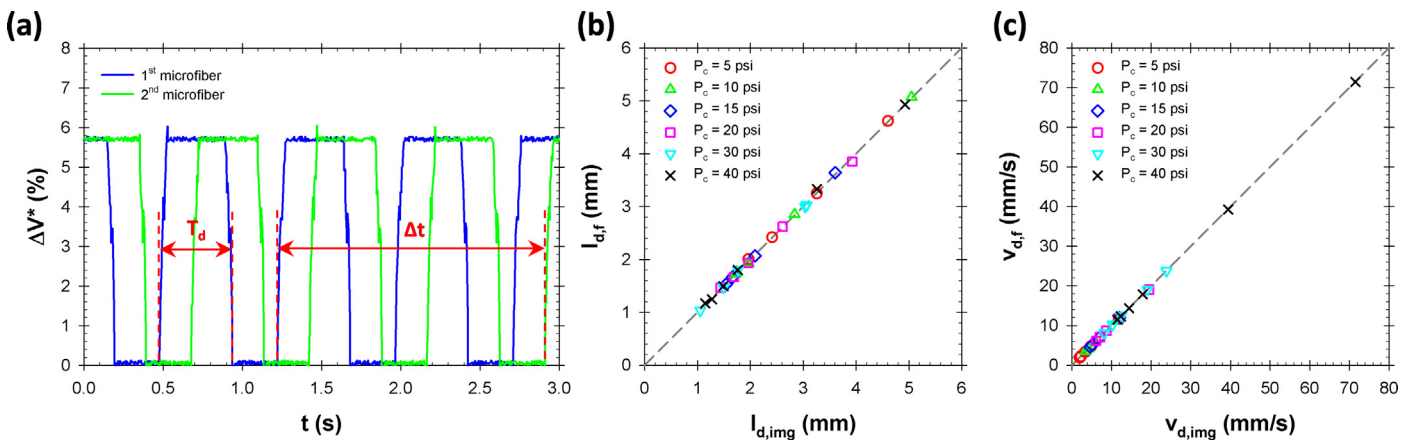 (a)
8
7
6
5
4
3
2
1
0
ΔV* (%)
1st microfiber
2nd microfiber
Td
Δt
0.0 0.5 1.0 1.5 2.0 2.5 3.0
t (s)
(b)
6
5
4
3
2
1
0
ld,f (mm)
Pc = 5 psi
Pc = 10 psi
Pc = 15 psi
Pc = 20 psi
Pc = 30 psi
Pc = 40 psi
0 1 2 3 4 5 6
ld,img (mm)
(c)
80
70
60
50
40
30
20
10
0
vd,f (mm/s)
Pc = 5 psi
Pc = 10 psi
Pc = 15 psi
Pc = 20 psi
Pc = 30 psi
Pc = 40 psi
0 10 20 30 40 50 60 70 80
vd,img (mm/s)